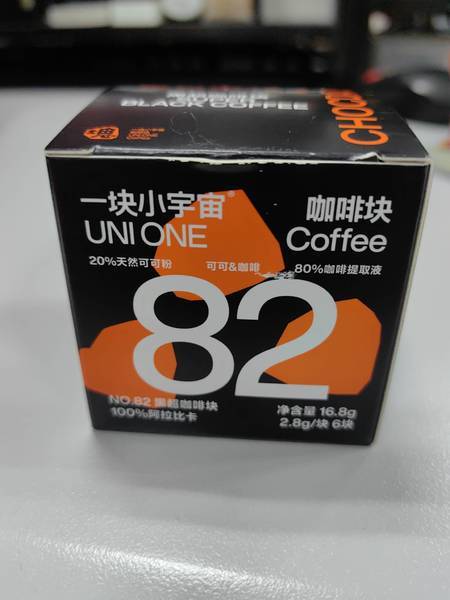 BLACK COFFEE
一块小宇宙®
咖啡块
UNI ONE
Coffee
20%天然可可粉
可可&咖啡
80%咖啡提取液
82
NO.82 黑超咖啡块
100%阿拉比卡
净含量 16.8g
2.8g/块 6块